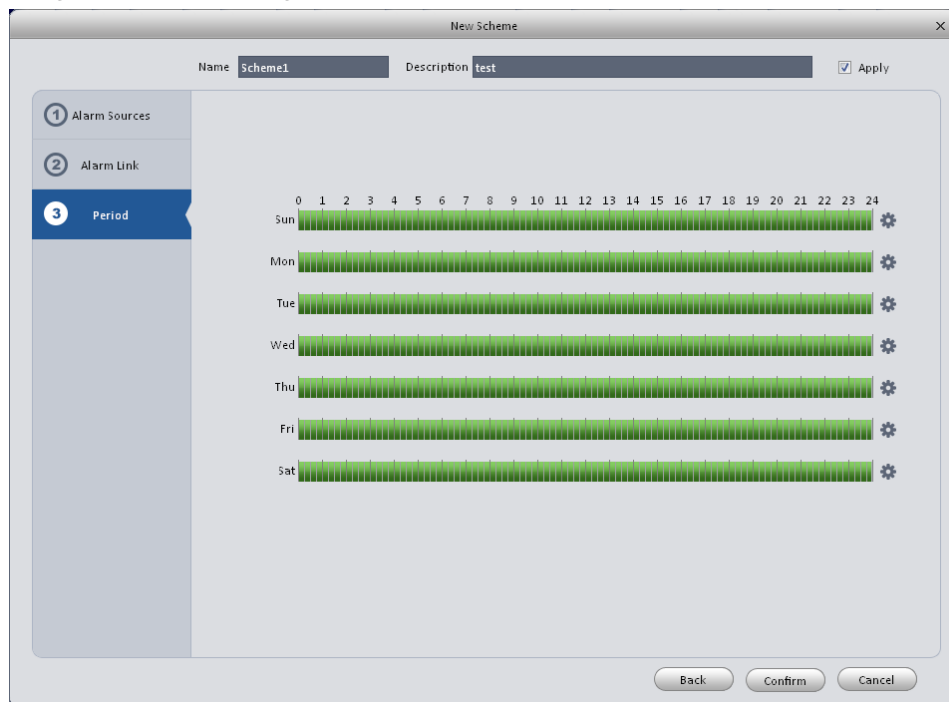 New Scheme
Name Scheme1 Description test Apply
1 Alarm Sources
2 Alarm Link
3 Period
0 1 2 3 4 5 6 7 8 9 10 11 12 13 14 15 16 17 18 19 20 21 22 23 24
Sun
Mon
Tue
Wed
Thu
Fri
Sat
Back Confirm Cancel